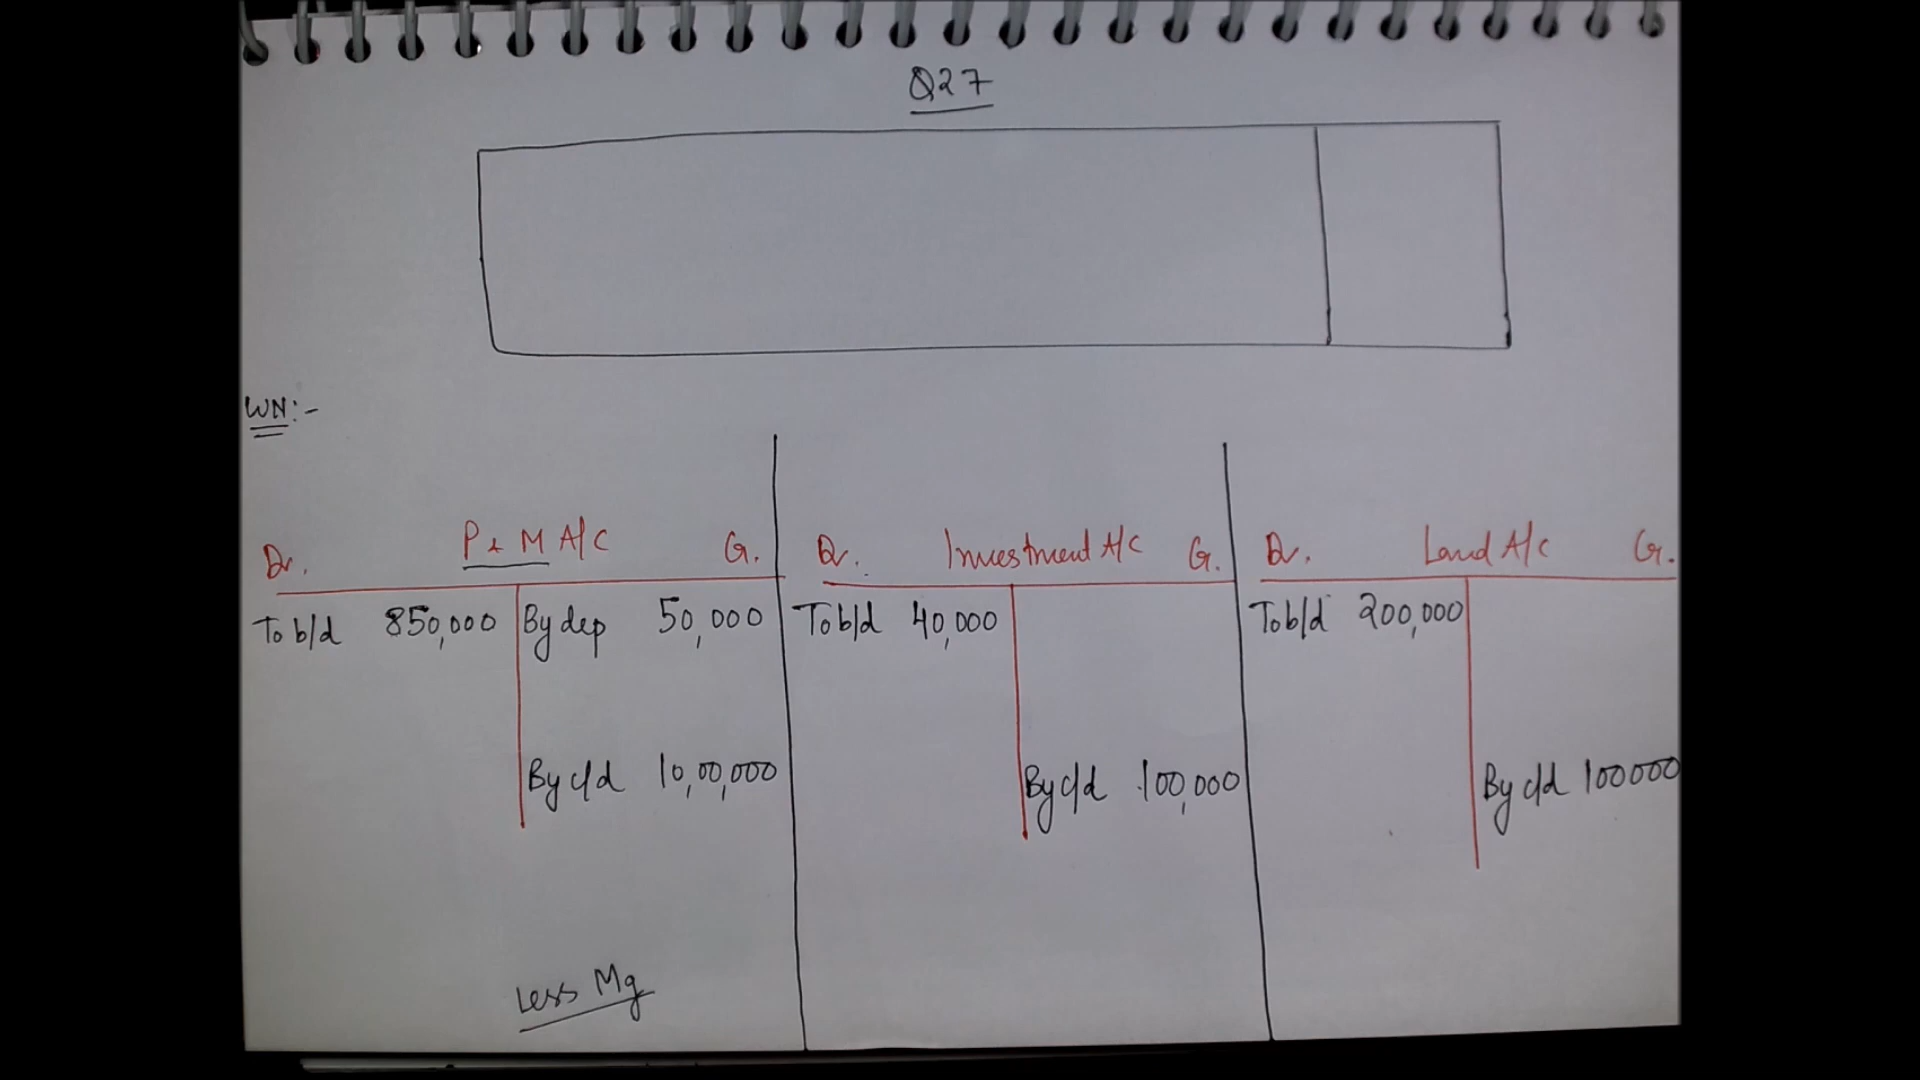 Q27
WN:-
Dr. P & M A/C Cr.
To b/d 850,000 By dep 50,000
By c/d 10,00,000
Dr. Investment A/C Cr.
To b/d 40,000
By c/d 100,000
Dr. Land A/C Cr.
To b/d 200,000
By c/d 100000
Less Mg